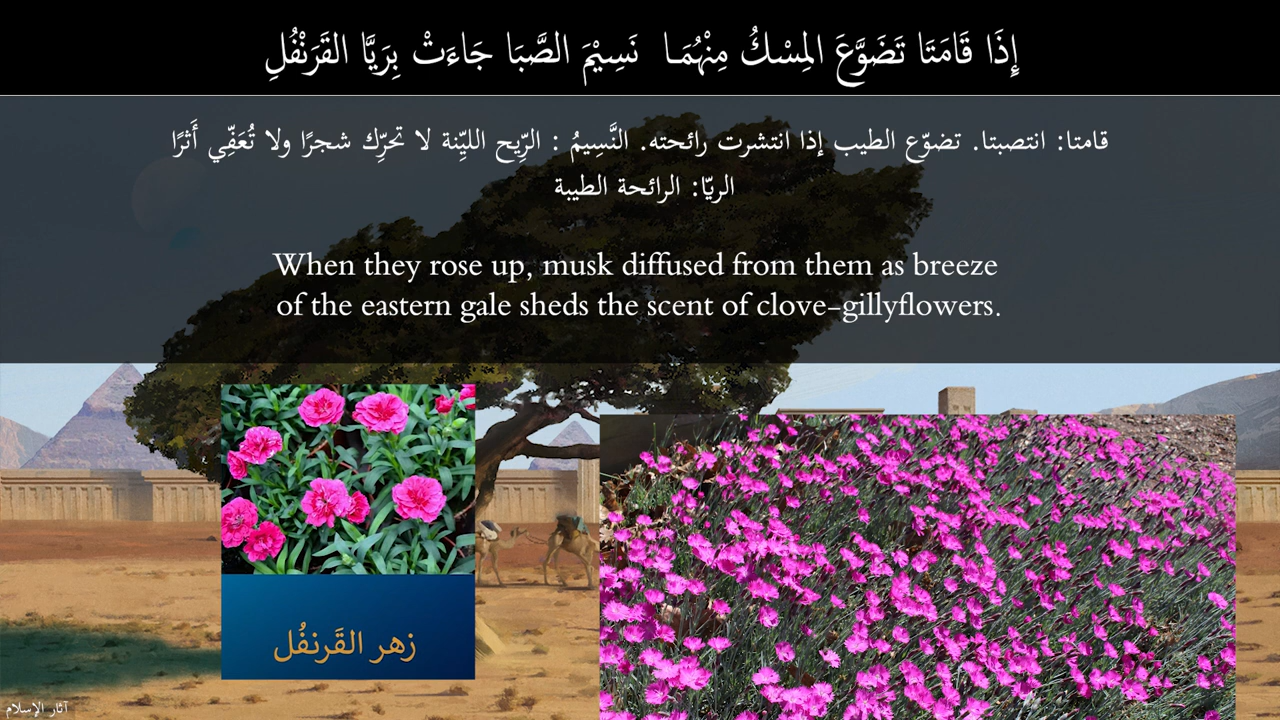 إِذَا قَامَتَا تَضَوَّعَ المِسْكُ مِنْهُمَا نَسِيْمَ الصَّبَا جَاءَتْ بِرَيَّا القَرَنْفُلِ
قامتا: انتصبتا. تضوّع الطيب إذا انتشرت رائحته. النَّسِيمُ : الرِّيح الليِّنة لا تحرِّك شجرًا ولا تُعَفِّي أَثرًا
الريّا: الرائحة الطيبة
When they rose up, musk diffused from them as breeze
of the eastern gale sheds the scent of clove-gillyflowers.
زهر القَرنفُل
آثار الإسلام